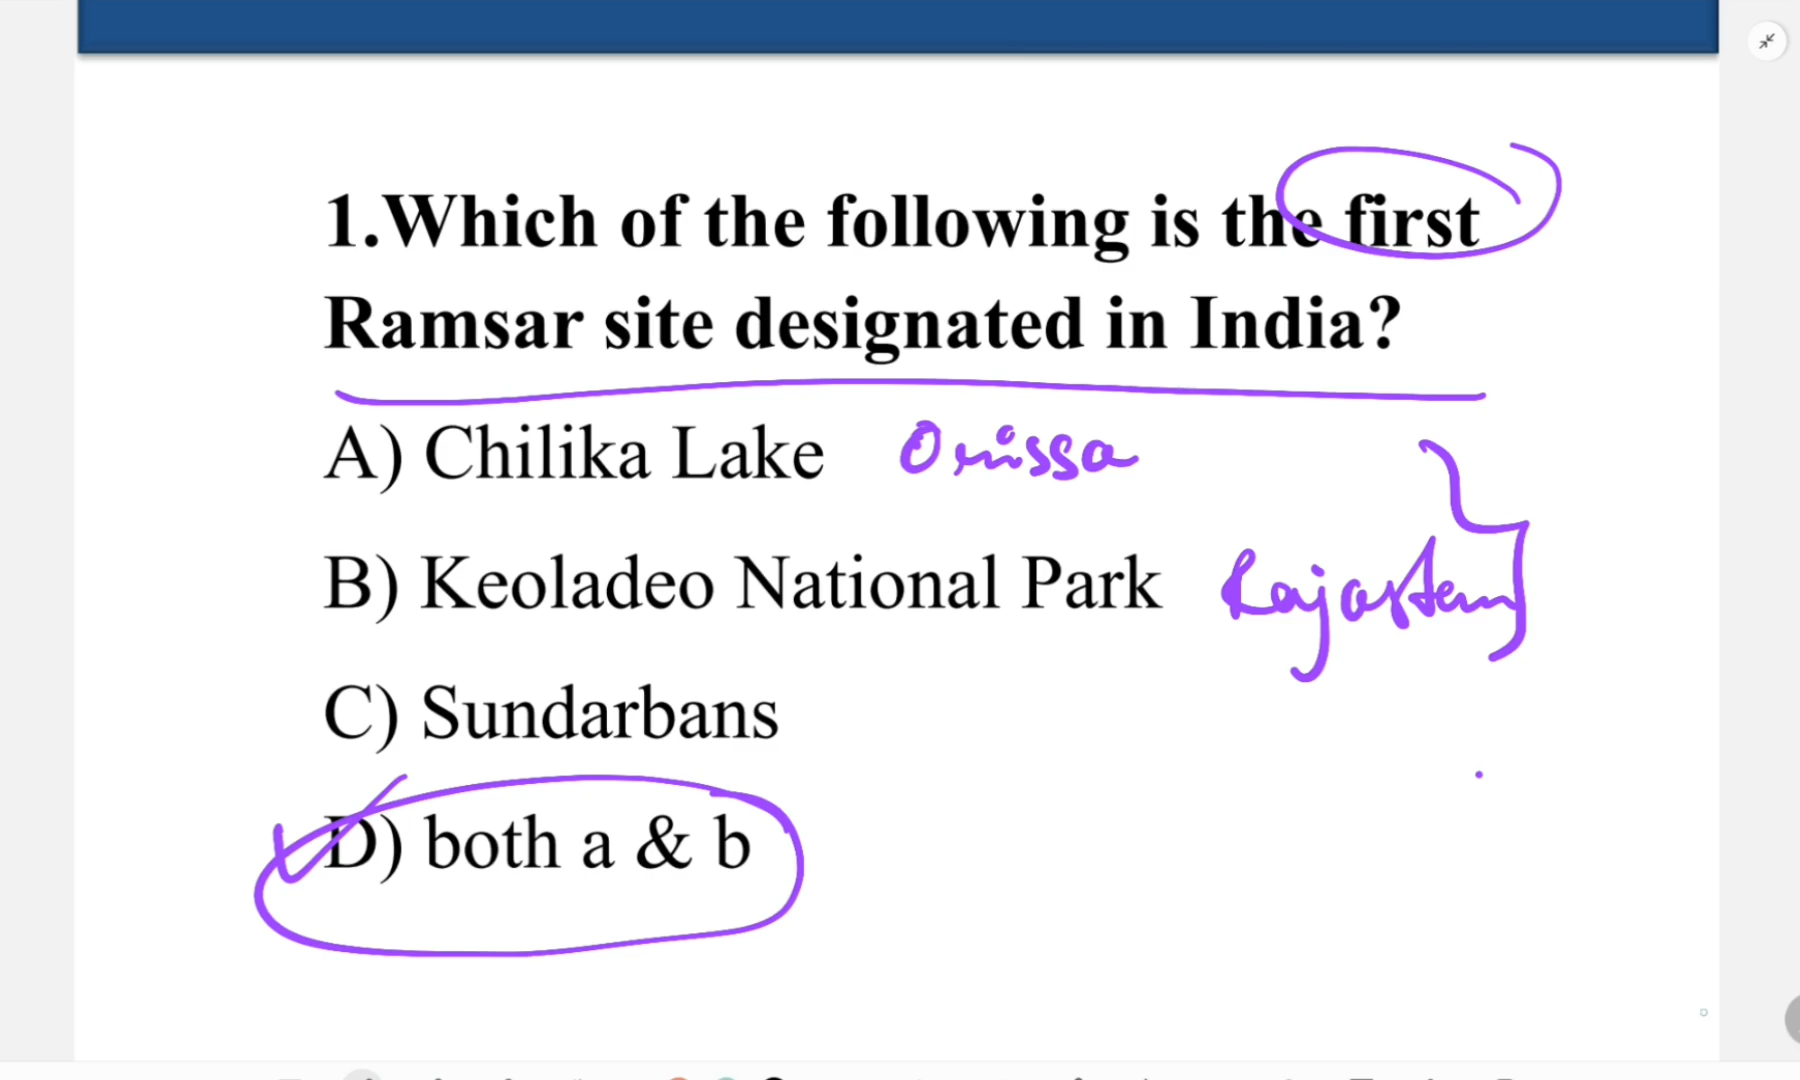 1.Which of the following is the first
Ramsar site designated in India?
A) Chilika Lake Orissa
B) Keoladeo National Park Rajastan
C) Sundarbans
D) both a & b